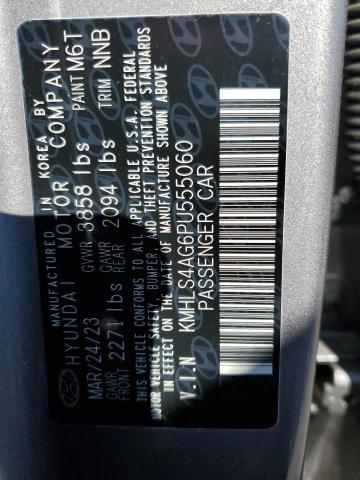 MANUFACTURED IN KOREA BY
HYUNDAI MOTOR COMPANY
MAR/24/23 GVWR 3858 lbs PAINT M6T
GAWR FRONT 2271 lbs GAWR REAR 2094 lbs TRIM NNB
THIS VEHICLE CONFORMS TO ALL APPLICABLE U.S.A. FEDERAL
MOTOR VEHICLE SAFETY, BUMPER, AND THEFT PREVENTION STANDARDS
IN EFFECT ON THE DATE OF MANUFACTURE SHOWN ABOVE
V.I.N KMHLS4AG6PU555060
PASSENGER CAR